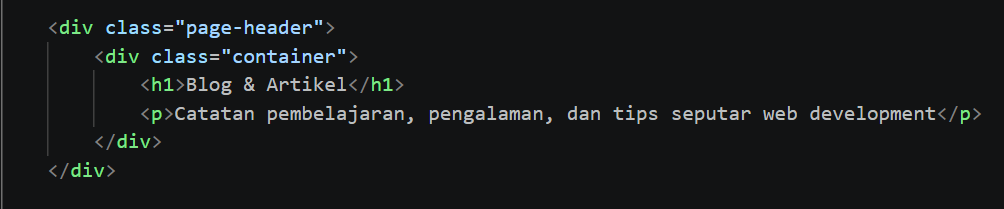 <div class="page-header">
<div class="container">
<h1>Blog & Artikel</h1>
<p>Catatan pembelajaran, pengalaman, dan tips seputar web development</p>
</div>
</div>